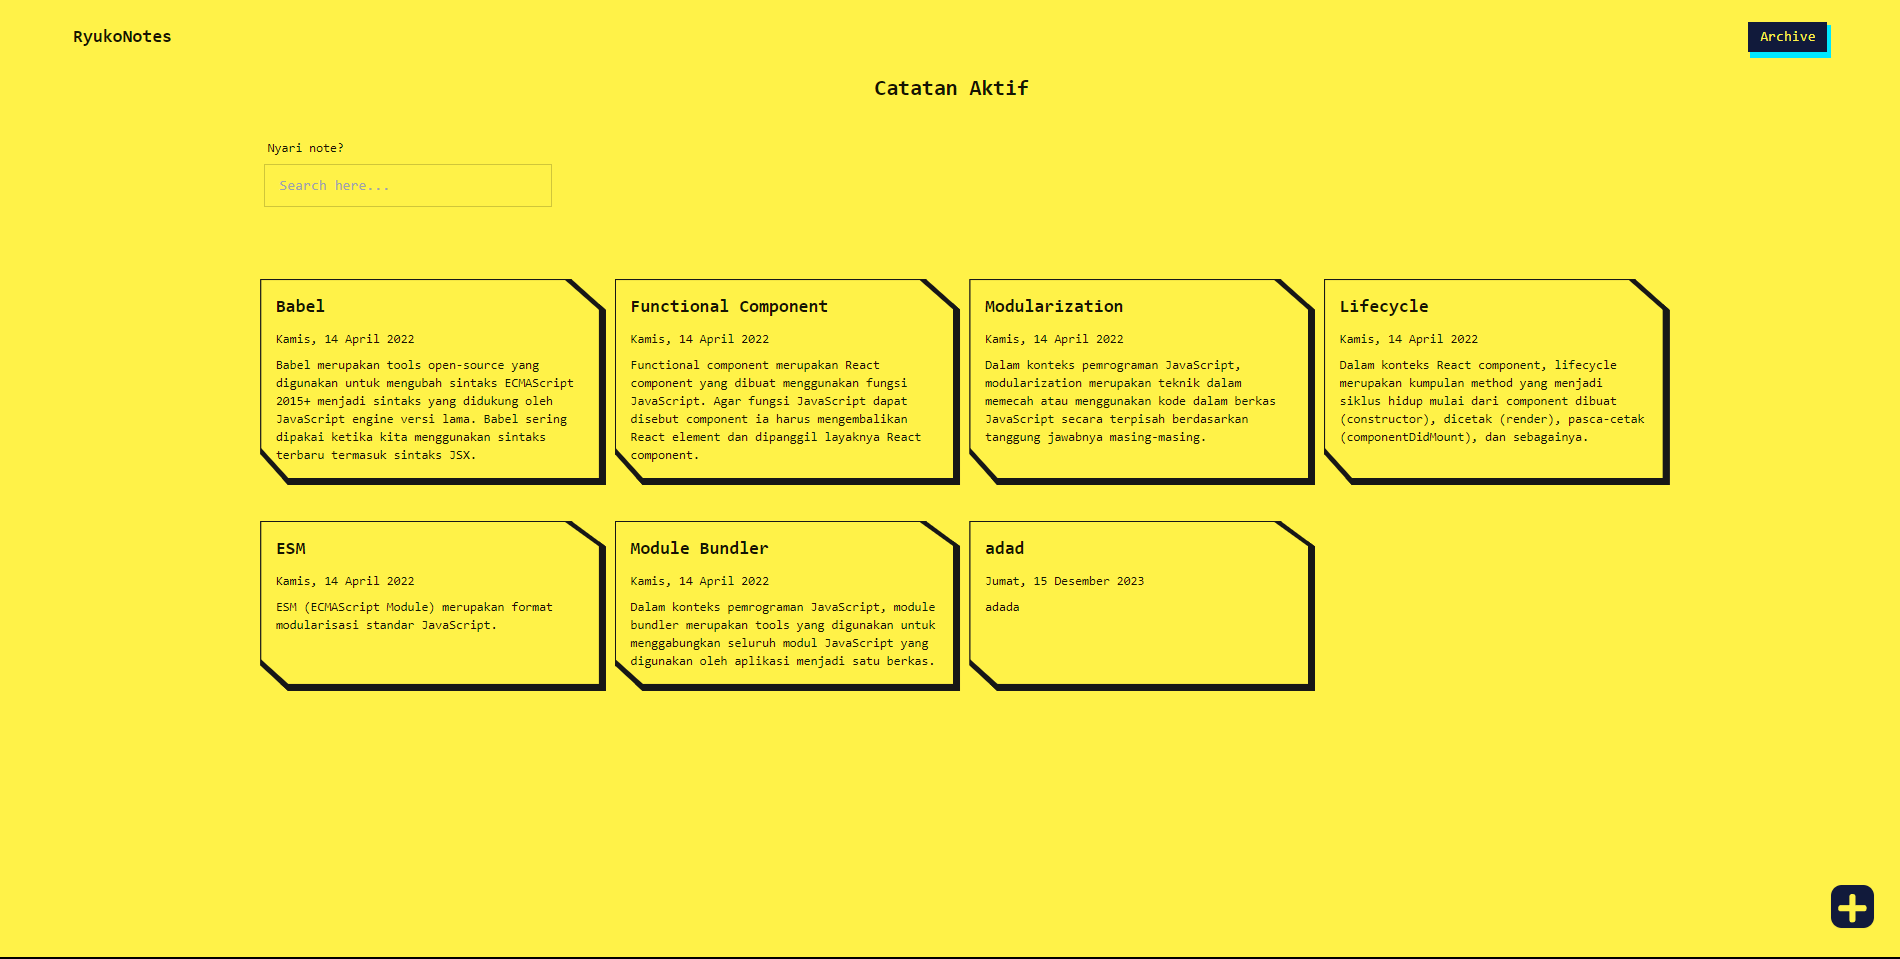 RyukoNotes
Archive
Catatan Aktif
Nyari note?
Search here...
Babel
Kamis, 14 April 2022
Babel merupakan tools open-source yang
digunakan untuk mengubah sintaks ECMAScript
2015+ menjadi sintaks yang didukung oleh
JavaScript engine versi lama. Babel sering
dipakai ketika kita menggunakan sintaks
terbaru termasuk sintaks JSX.
Functional Component
Kamis, 14 April 2022
Functional component merupakan React
component yang dibuat menggunakan fungsi
JavaScript. Agar fungsi JavaScript dapat
disebut component ia harus mengembalikan
React element dan dipanggil layaknya React
component.
Modularization
Kamis, 14 April 2022
Dalam konteks pemrograman JavaScript,
modularization merupakan teknik dalam
memecah atau menggunakan kode dalam berkas
JavaScript secara terpisah berdasarkan
tanggung jawabnya masing-masing.
Lifecycle
Kamis, 14 April 2022
Dalam konteks React component, lifecycle
merupakan kumpulan method yang menjadi
siklus hidup mulai dari component dibuat
(constructor), dicetak (render), pasca-cetak
(componentDidMount), dan sebagainya.
ESM
Kamis, 14 April 2022
ESM (ECMAScript Module) merupakan format
modularisasi standar JavaScript.
Module Bundler
Kamis, 14 April 2022
Dalam konteks pemrograman JavaScript, module
bundler merupakan tools yang digunakan untuk
menggabungkan seluruh modul JavaScript yang
digunakan oleh aplikasi menjadi satu berkas.
adad
Jumat, 15 Desember 2023
adada